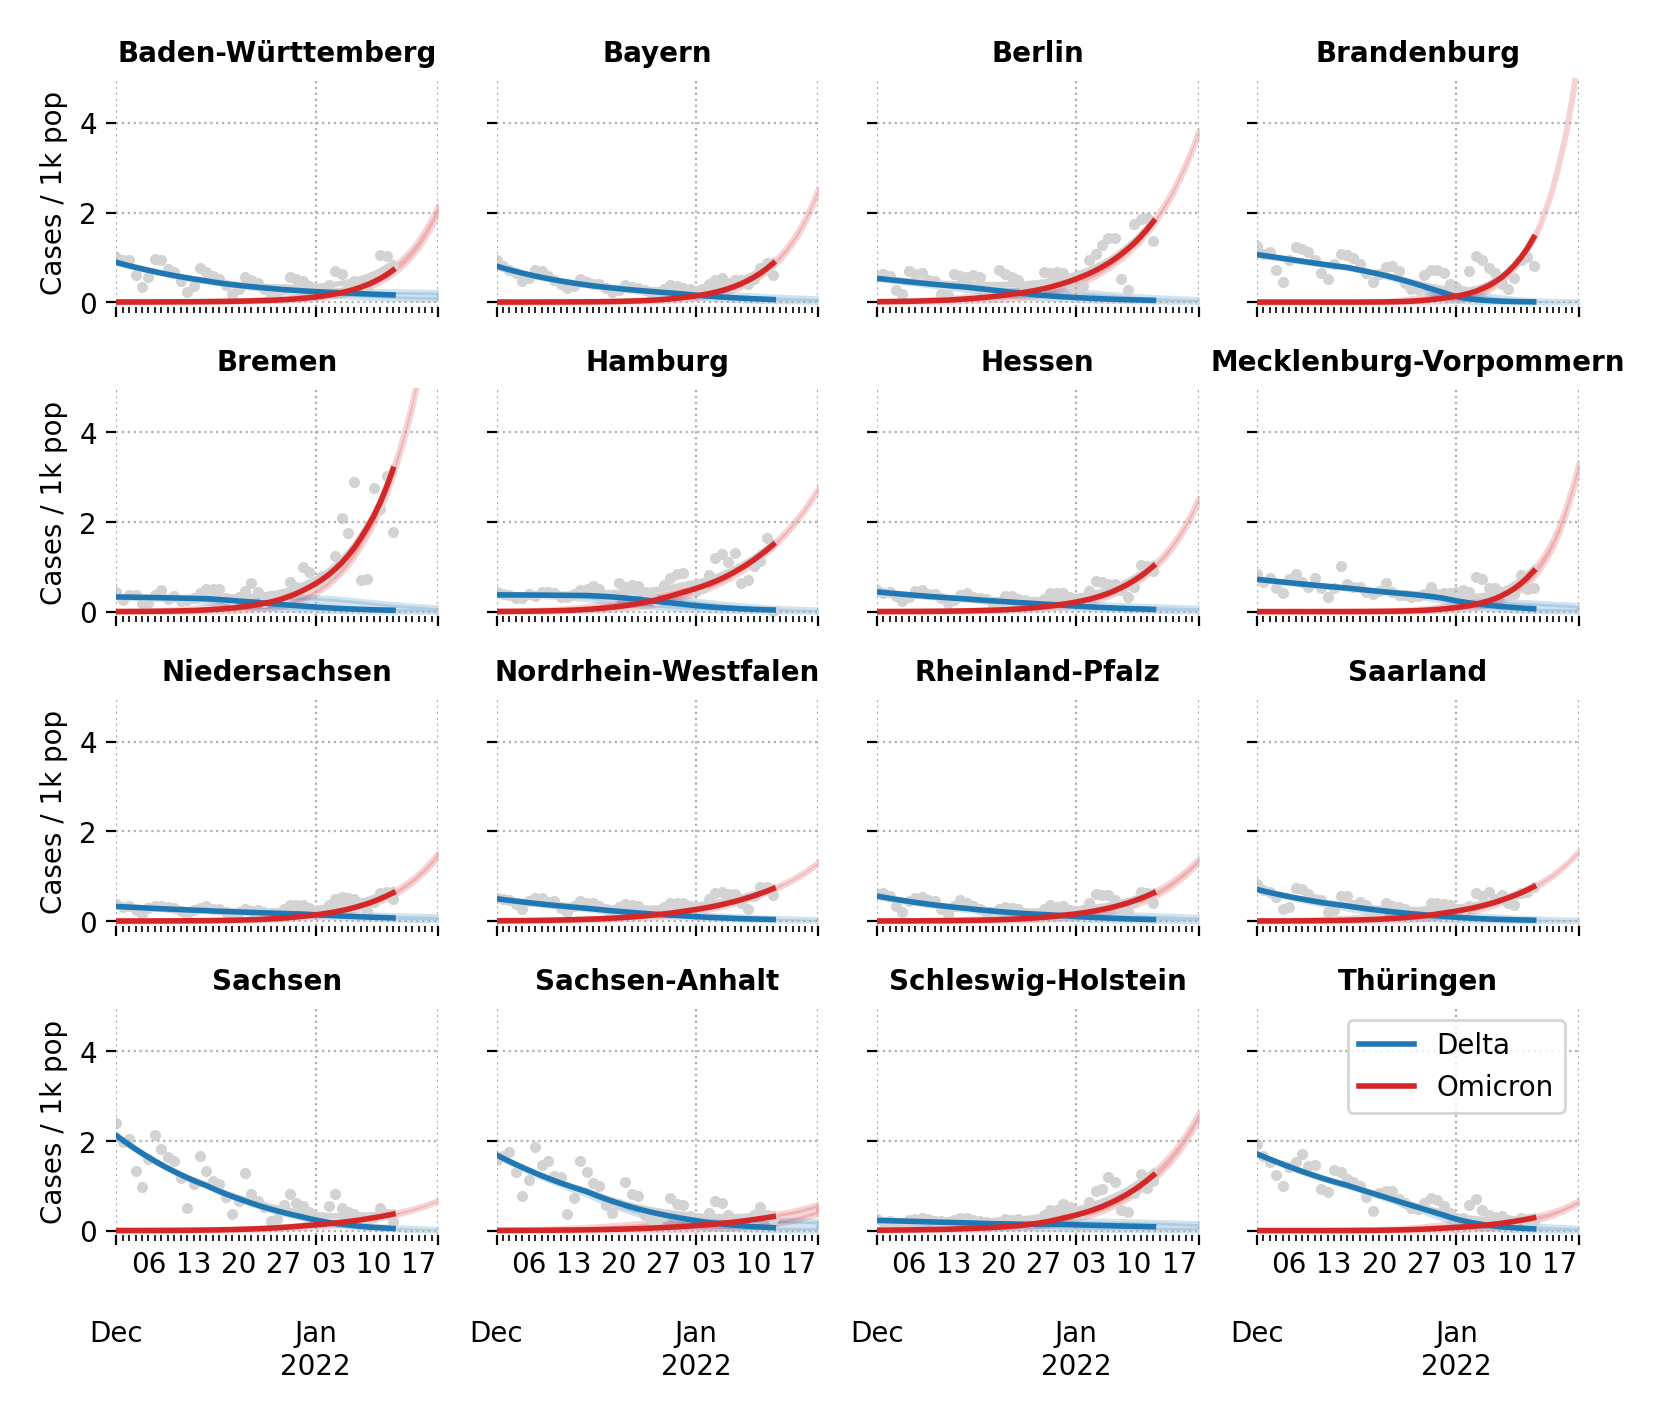 Baden-Württemberg Bayern Berlin Brandenburg
Cases / 1k pop
4
2
0
Bremen Hamburg Hessen Mecklenburg-Vorpommern
Cases / 1k pop
4
2
0
Niedersachsen Nordrhein-Westfalen Rheinland-Pfalz Saarland
Cases / 1k pop
4
2
0
Sachsen Sachsen-Anhalt Schleswig-Holstein Thüringen
Cases / 1k pop
4
2
0
Delta
Omicron
06 13 20 27 03 10 17 06 13 20 27 03 10 17 06 13 20 27 03 10 17 06 13 20 27 03 10 17
Dec Jan Dec Jan Dec Jan Dec Jan
2022 2022 2022 2022